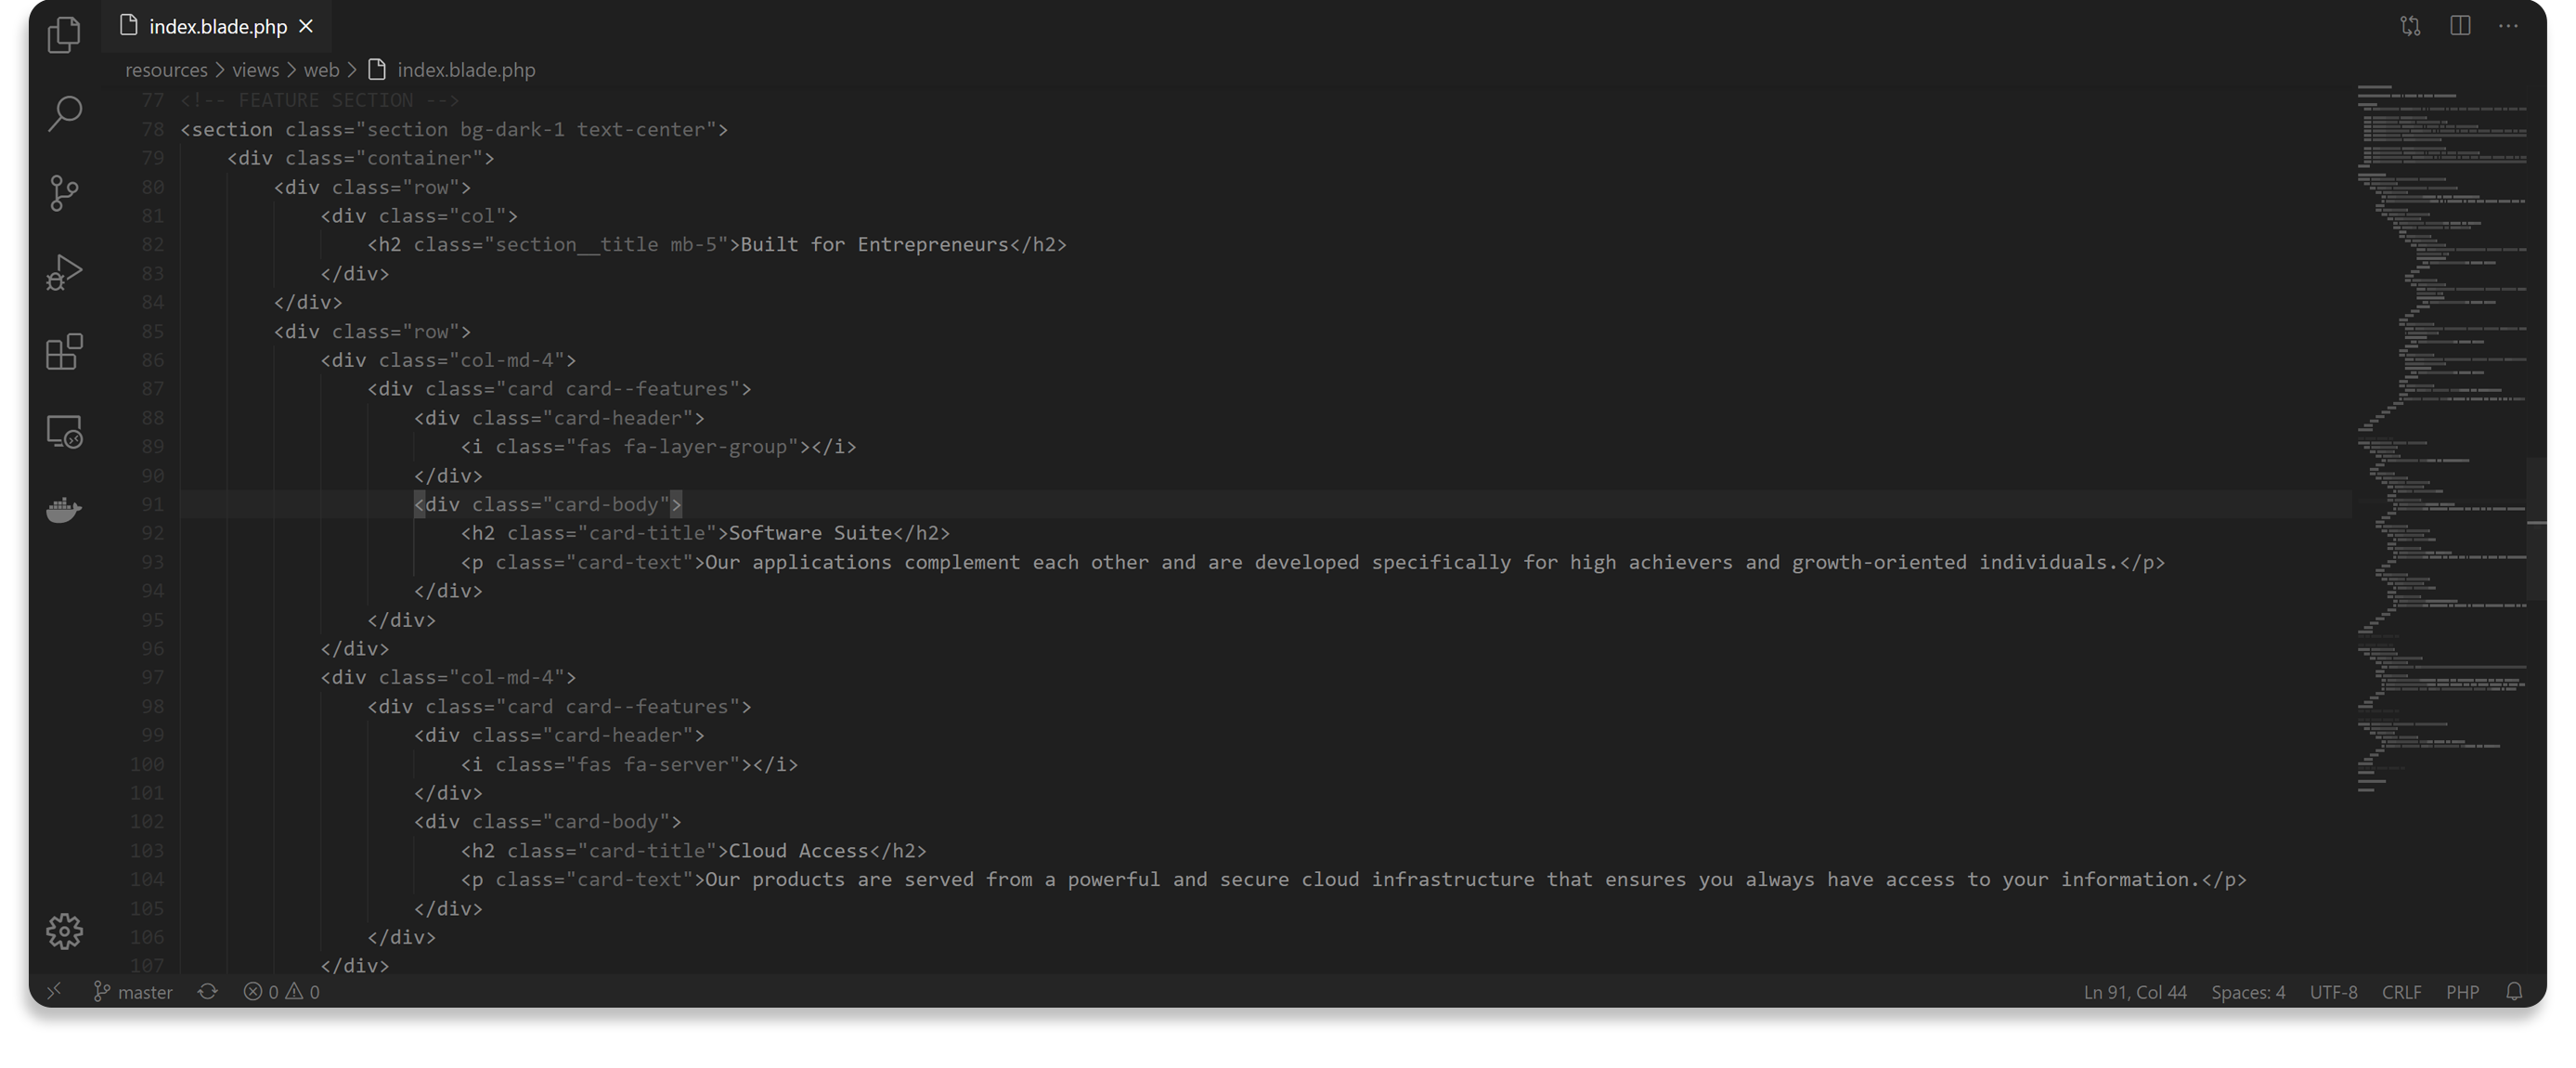 index.blade.php
resources > views > web > index.blade.php
77 <!-- FEATURE SECTION -->
78 <section class="section bg-dark-1 text-center">
79 <div class="container">
80 <div class="row">
81 <div class="col">
82 <h2 class="section__title mb-5">Built for Entrepreneurs</h2>
83 </div>
84 </div>
85 <div class="row">
86 <div class="col-md-4">
87 <div class="card card--features">
88 <div class="card-header">
89 <i class="fas fa-layer-group"></i>
90 </div>
91 <div class="card-body">
92 <h2 class="card-title">Software Suite</h2>
93 <p class="card-text">Our applications complement each other and are developed specifically for high achievers and growth-oriented individuals.</p>
94 </div>
95 </div>
96 </div>
97 <div class="col-md-4">
98 <div class="card card--features">
99 <div class="card-header">
100 <i class="fas fa-server"></i>
101 </div>
102 <div class="card-body">
103 <h2 class="card-title">Cloud Access</h2>
104 <p class="card-text">Our products are served from a powerful and secure cloud infrastructure that ensures you always have access to your information.</p>
105 </div>
106 </div>
107 </div>
master 0 0 Ln 91, Col 44 Spaces: 4 UTF-8 CRLF PHP